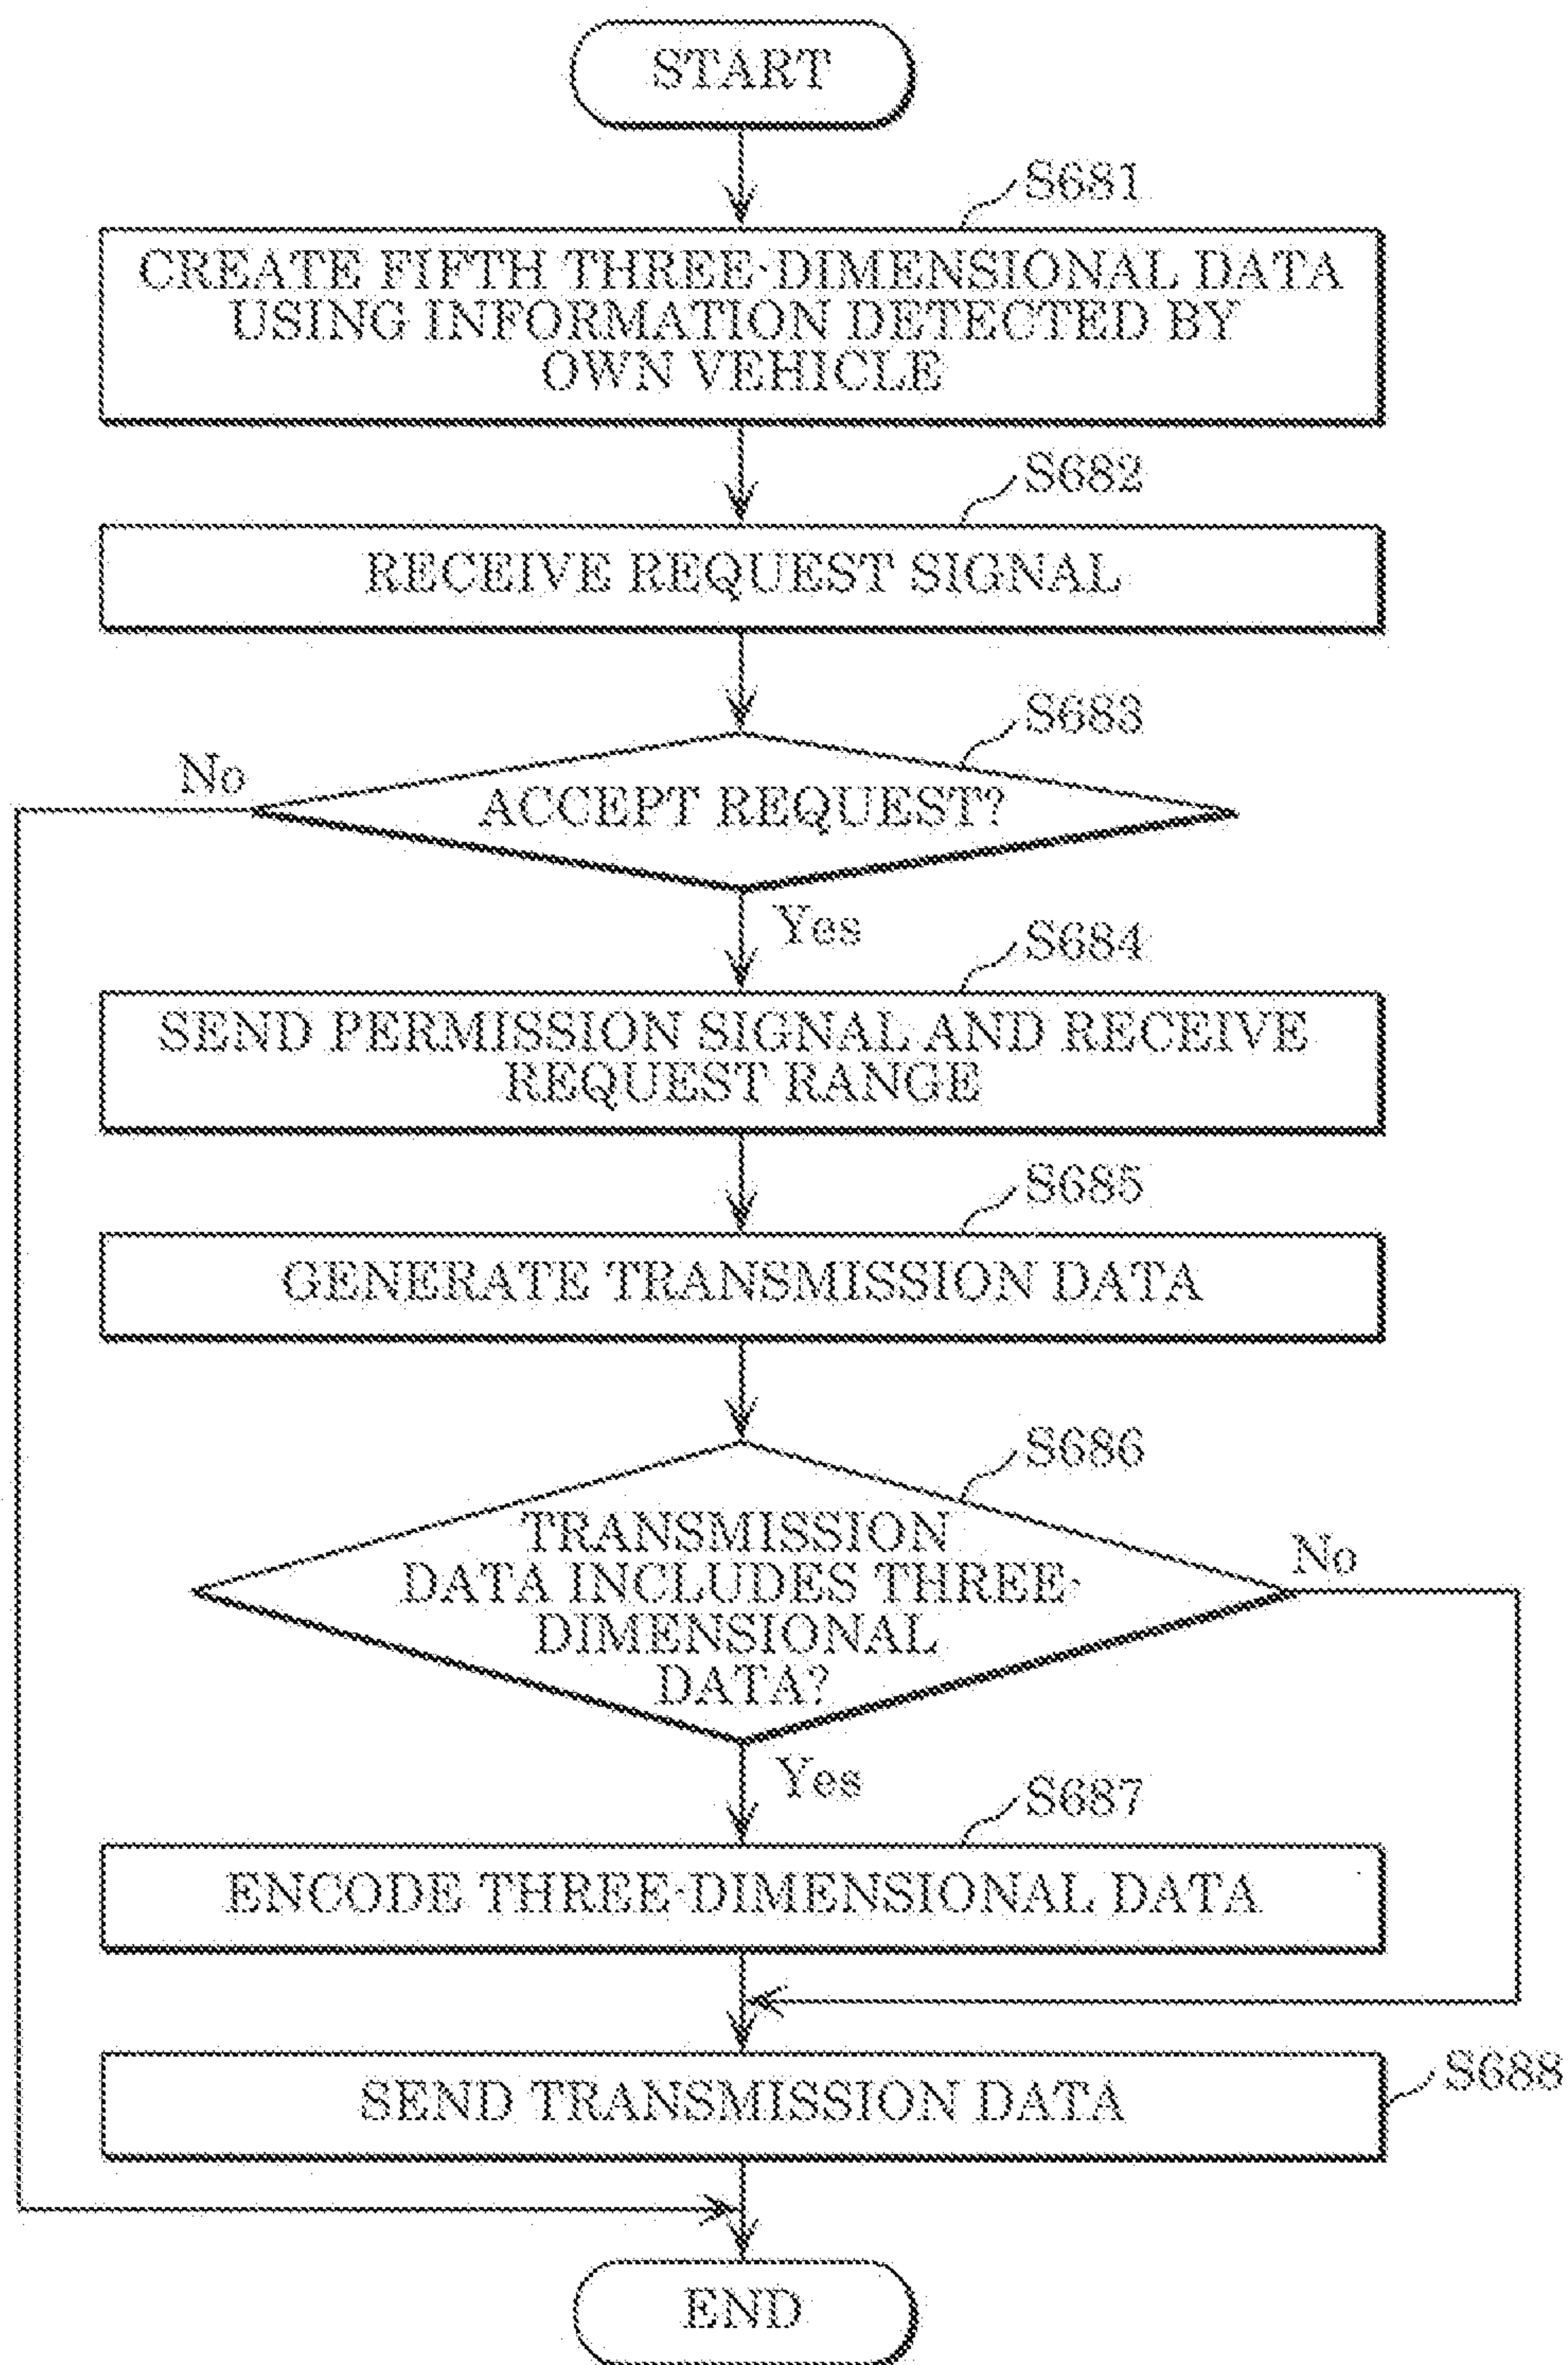 START
S681
CREATE FIFTH THREE-DIMENSIONAL DATA
USING INFORMATION DETECTED BY
OWN VEHICLE
S682
RECEIVE REQUEST SIGNAL
S683
No
ACCEPT REQUEST?
Yes
S684
SEND PERMISSION SIGNAL AND RECEIVE
REQUEST RANGE
S685
GENERATE TRANSMISSION DATA
S686
TRANSMISSION
No
DATA INCLUDES THREE-
DIMENSIONAL
DATA?
Yes
S687
ENCODE THREE-DIMENSIONAL DATA
S688
SEND TRANSMISSION DATA
END